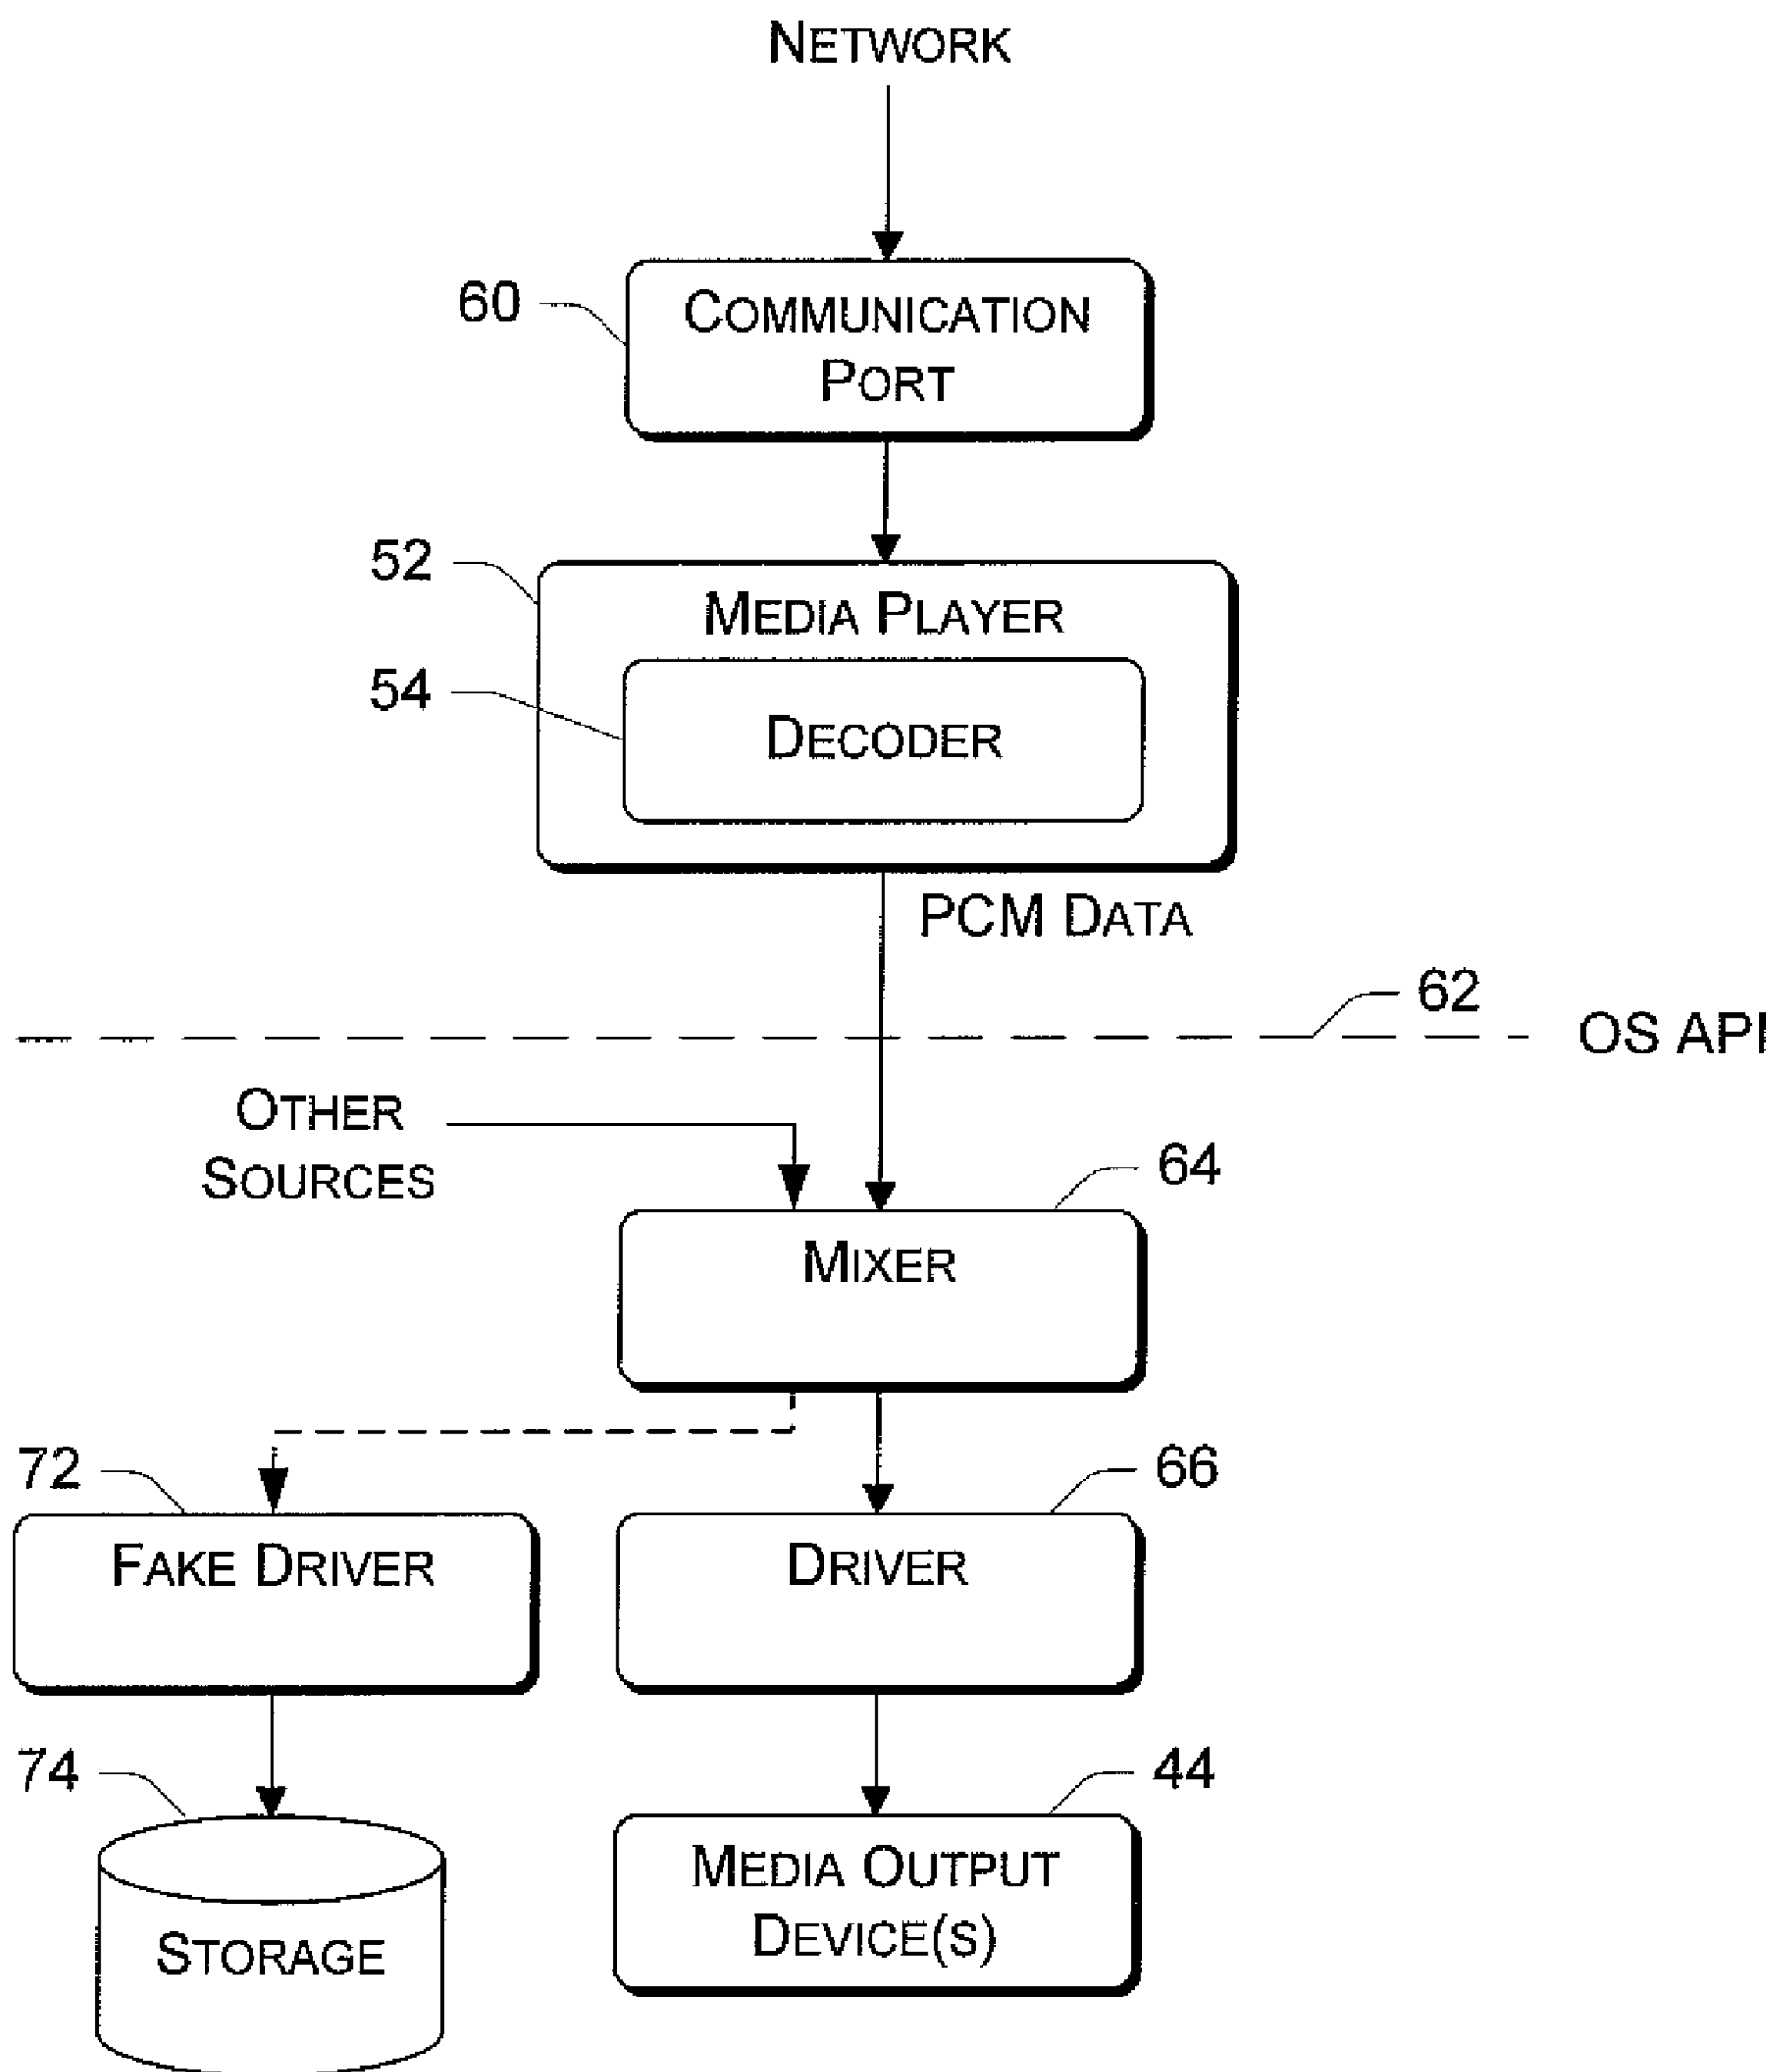 NETWORK
60
COMMUNICATION
PORT
52
MEDIA PLAYER
54
DECODER
PCM DATA
62
OS API
OTHER
SOURCES
64
MIXER
72
66
FAKE DRIVER
DRIVER
74
44
MEDIA OUTPUT
DEVICE(S)
STORAGE